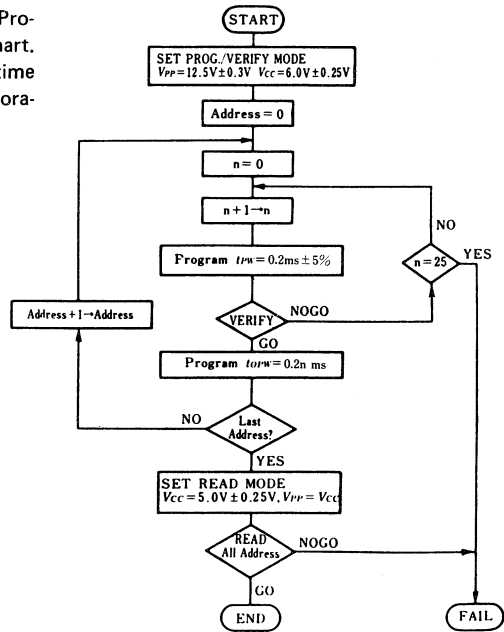 Pro-
hart.
time
ora-
START
SET PROG./VERIFY MODE
VPP=12.5V±0.3V VCC=6.0V±0.25V
Address=0
n=0
n+1→n
Program tPW=0.2ms±5%
n=25
NO
YES
VERIFY
NOGO
GO
Address+1→Address
Program tOPW=0.2n ms
Last
Address?
NO
YES
SET READ MODE
VCC=5.0V±0.25V, VPP=VCC
READ
All Address
NOGO
GO
END
FAIL